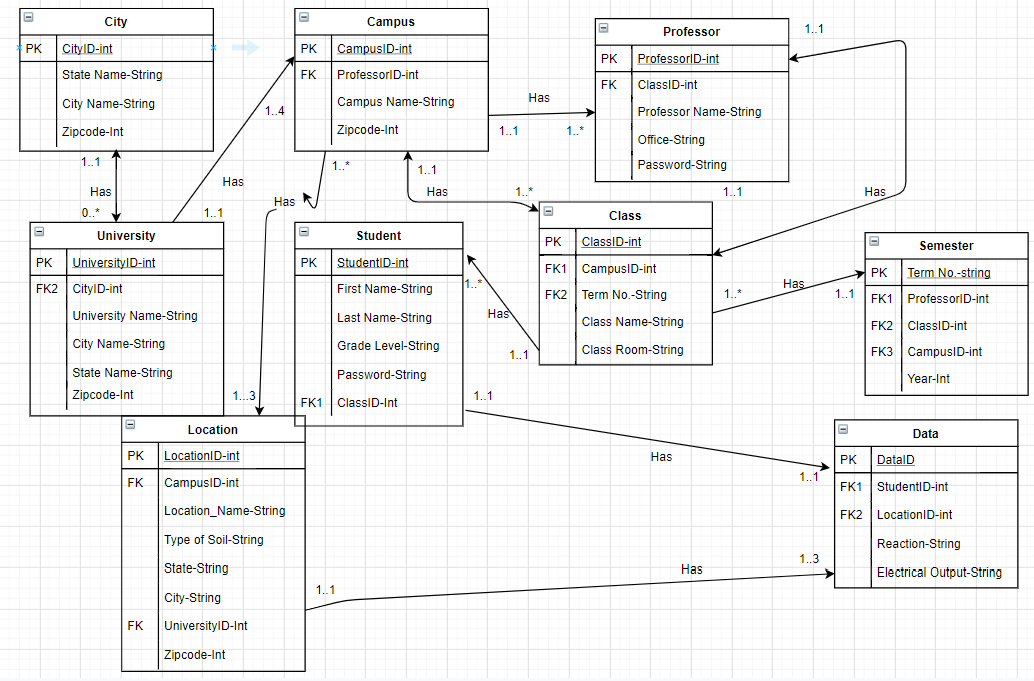 City
PK CityID-int
State Name-String
City Name-String
Zipcode-Int
Campus
PK CampusID-int
FK ProfessorID-int
Campus Name-String
Zipcode-Int
Professor
PK ProfessorID-int
FK ClassID-int
Professor Name-String
Office-String
Password-String
1..1
Has
1..1
1..*
1..4
1..1
Has
0..*
Has
1..1
1..*
Has
1..1
Has
1..*
1..1
Has
University
PK UniversityID-int
FK2 CityID-int
University Name-String
City Name-String
State Name-String
Zipcode-Int
Student
PK StudentID-int
First Name-String
Last Name-String
Grade Level-String
Password-String
FK1 ClassID-Int
Class
PK ClassID-int
FK1 CampusID-int
FK2 Term No.-String
Class Name-String
Class Room-String
Semester
PK Term No.-string
FK1 ProfessorID-int
FK2 ClassID-int
FK3 CampusID-int
Year-Int
1..*
Has
1..1
1..*
Has
1..1
1...3
1..1
Has
1..1
Location
PK LocationID-int
FK CampusID-int
Location_Name-String
Type of Soil-String
State-String
City-String
FK UniversityID-Int
Zipcode-Int
Data
PK DataID
FK1 StudentID-int
FK2 LocationID-int
Reaction-String
Electrical Output-String
1..1
Has
1..3